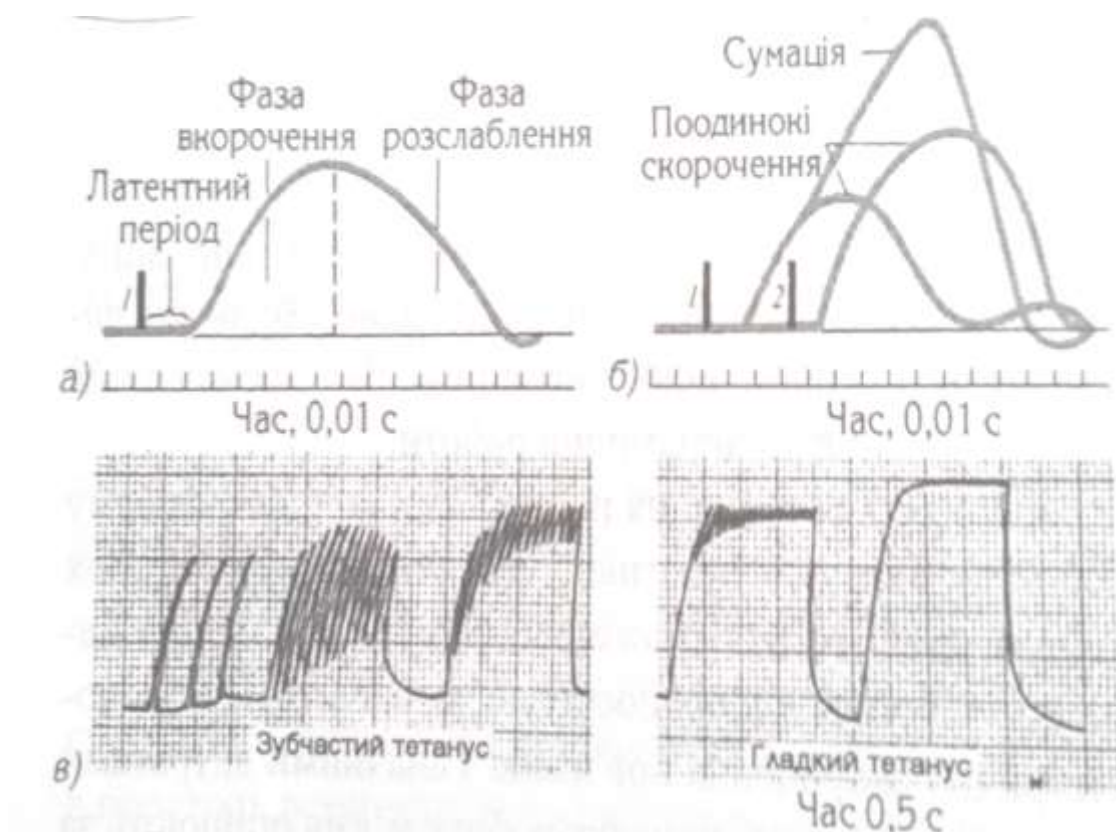 Фаза
вкорочення
Фаза
розслаблення
Латентний
період
1
а)
Час, 0,01 с
Сумація
Поодинокі
скорочення
1
2
б)
Час, 0,01 с
Зубчастий тетанус
в)
Гладкий тетанус
Час 0,5 с